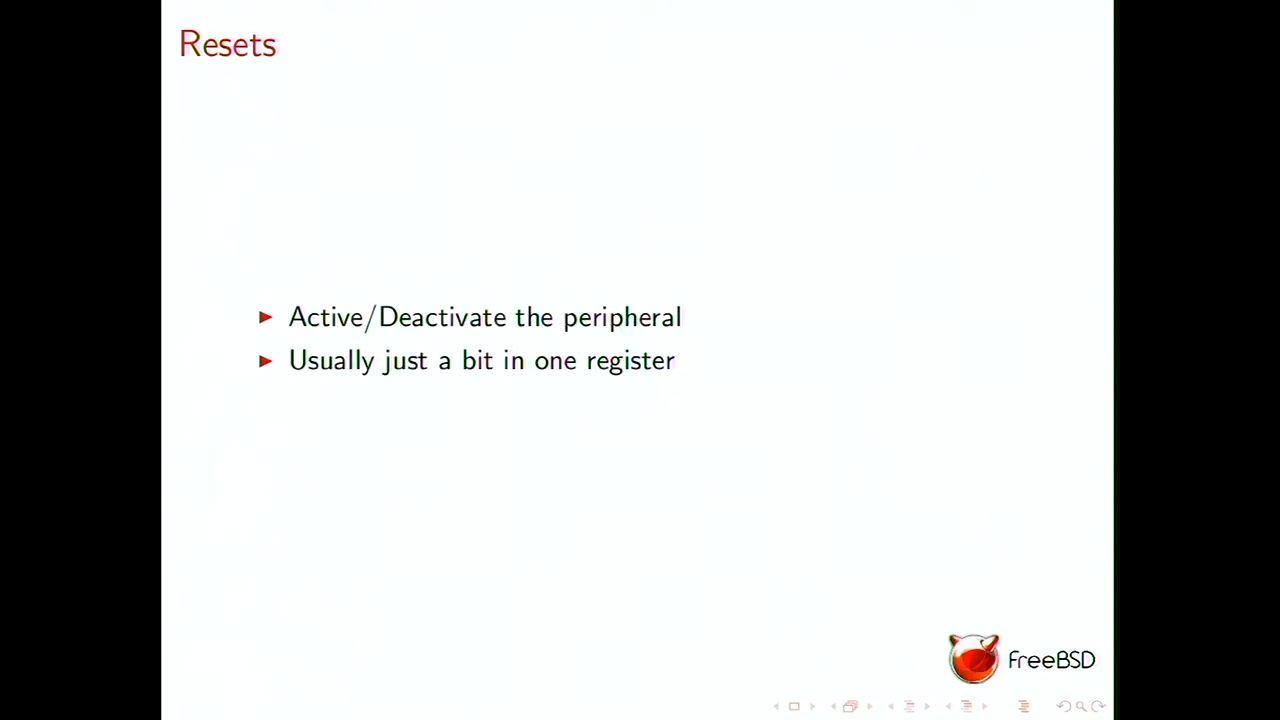 Resets
Active/Deactivate the peripheral
Usually just a bit in one register
FreeBSD